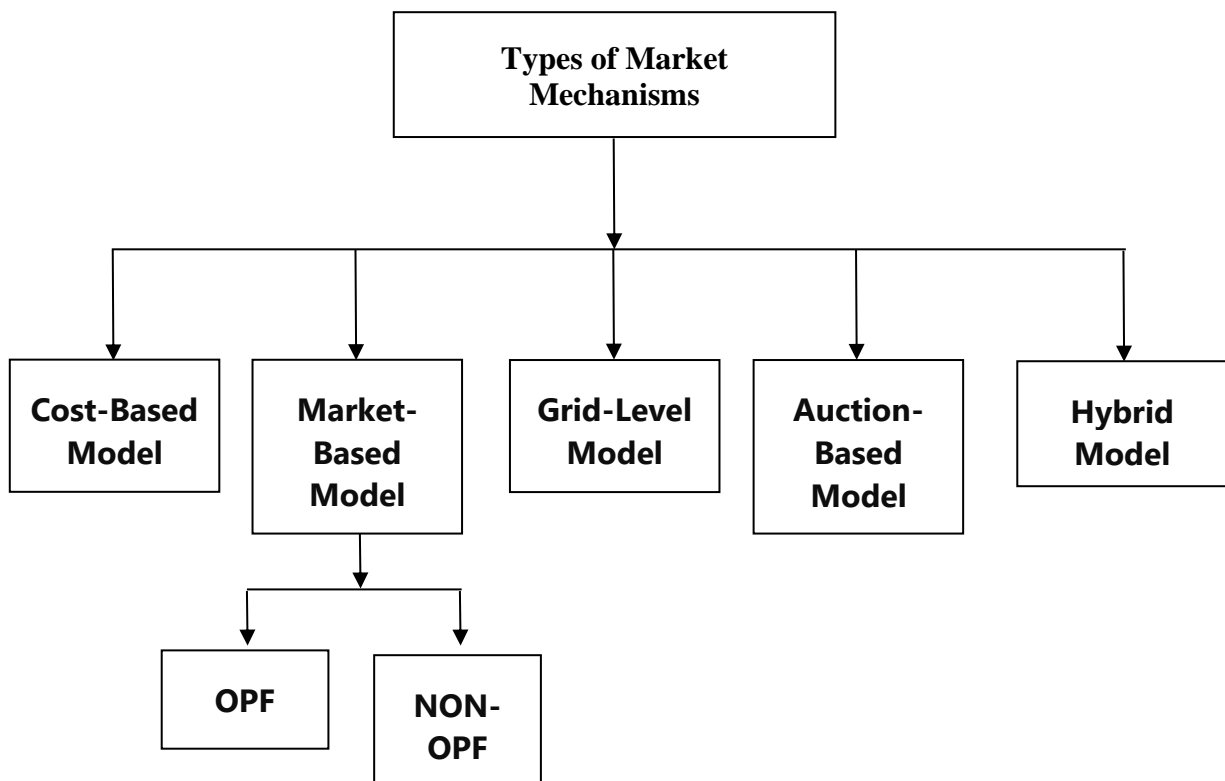 Types of Market
Mechanisms
Cost-Based
Model
Market-
Based
Model
Grid-Level
Model
Auction-
Based
Model
Hybrid
Model
OPF
NON-
OPF